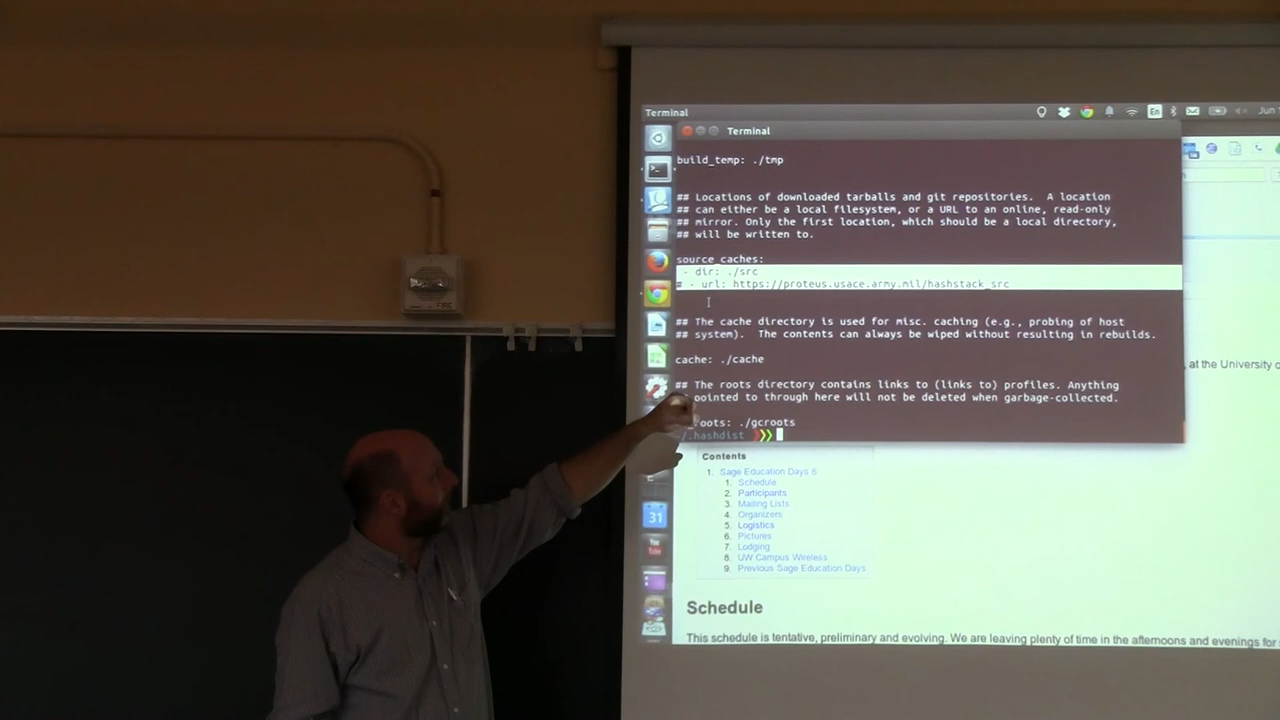 Terminal
En
Jun
Terminal
build_temp: ./tmp
## Locations of downloaded tarballs and git repositories.  A location
## can either be a local filesystem, or a URL to an online, read-only
## mirror. Only the first location, which should be a local directory,
## will be written to.
source_caches:
- dir: ./src
# - url: https://proteus.usace.army.mil/hashstack_src
## The cache directory is used for misc. caching (e.g., probing of host
## system).  The contents can always be wiped without resulting in rebuilds.
cache: ./cache
## The roots directory contains links to (links to) profiles. Anything
pointed to through here will not be deleted when garbage-collected.
roots: ./gcroots
/.hashdist
, at the University
FIRE
31
You Tube
Contents
1. Sage Education Days 6
1. Schedule
2. Participants
3. Mailing Lists
4. Organizers
5. Logistics
6. Pictures
7. Lodging
8. UW Campus Wireless
9. Previous Sage Education Days
Schedule
This schedule is tentative, preliminary and evolving. We are leaving plenty of time in the afternoons and evenings for